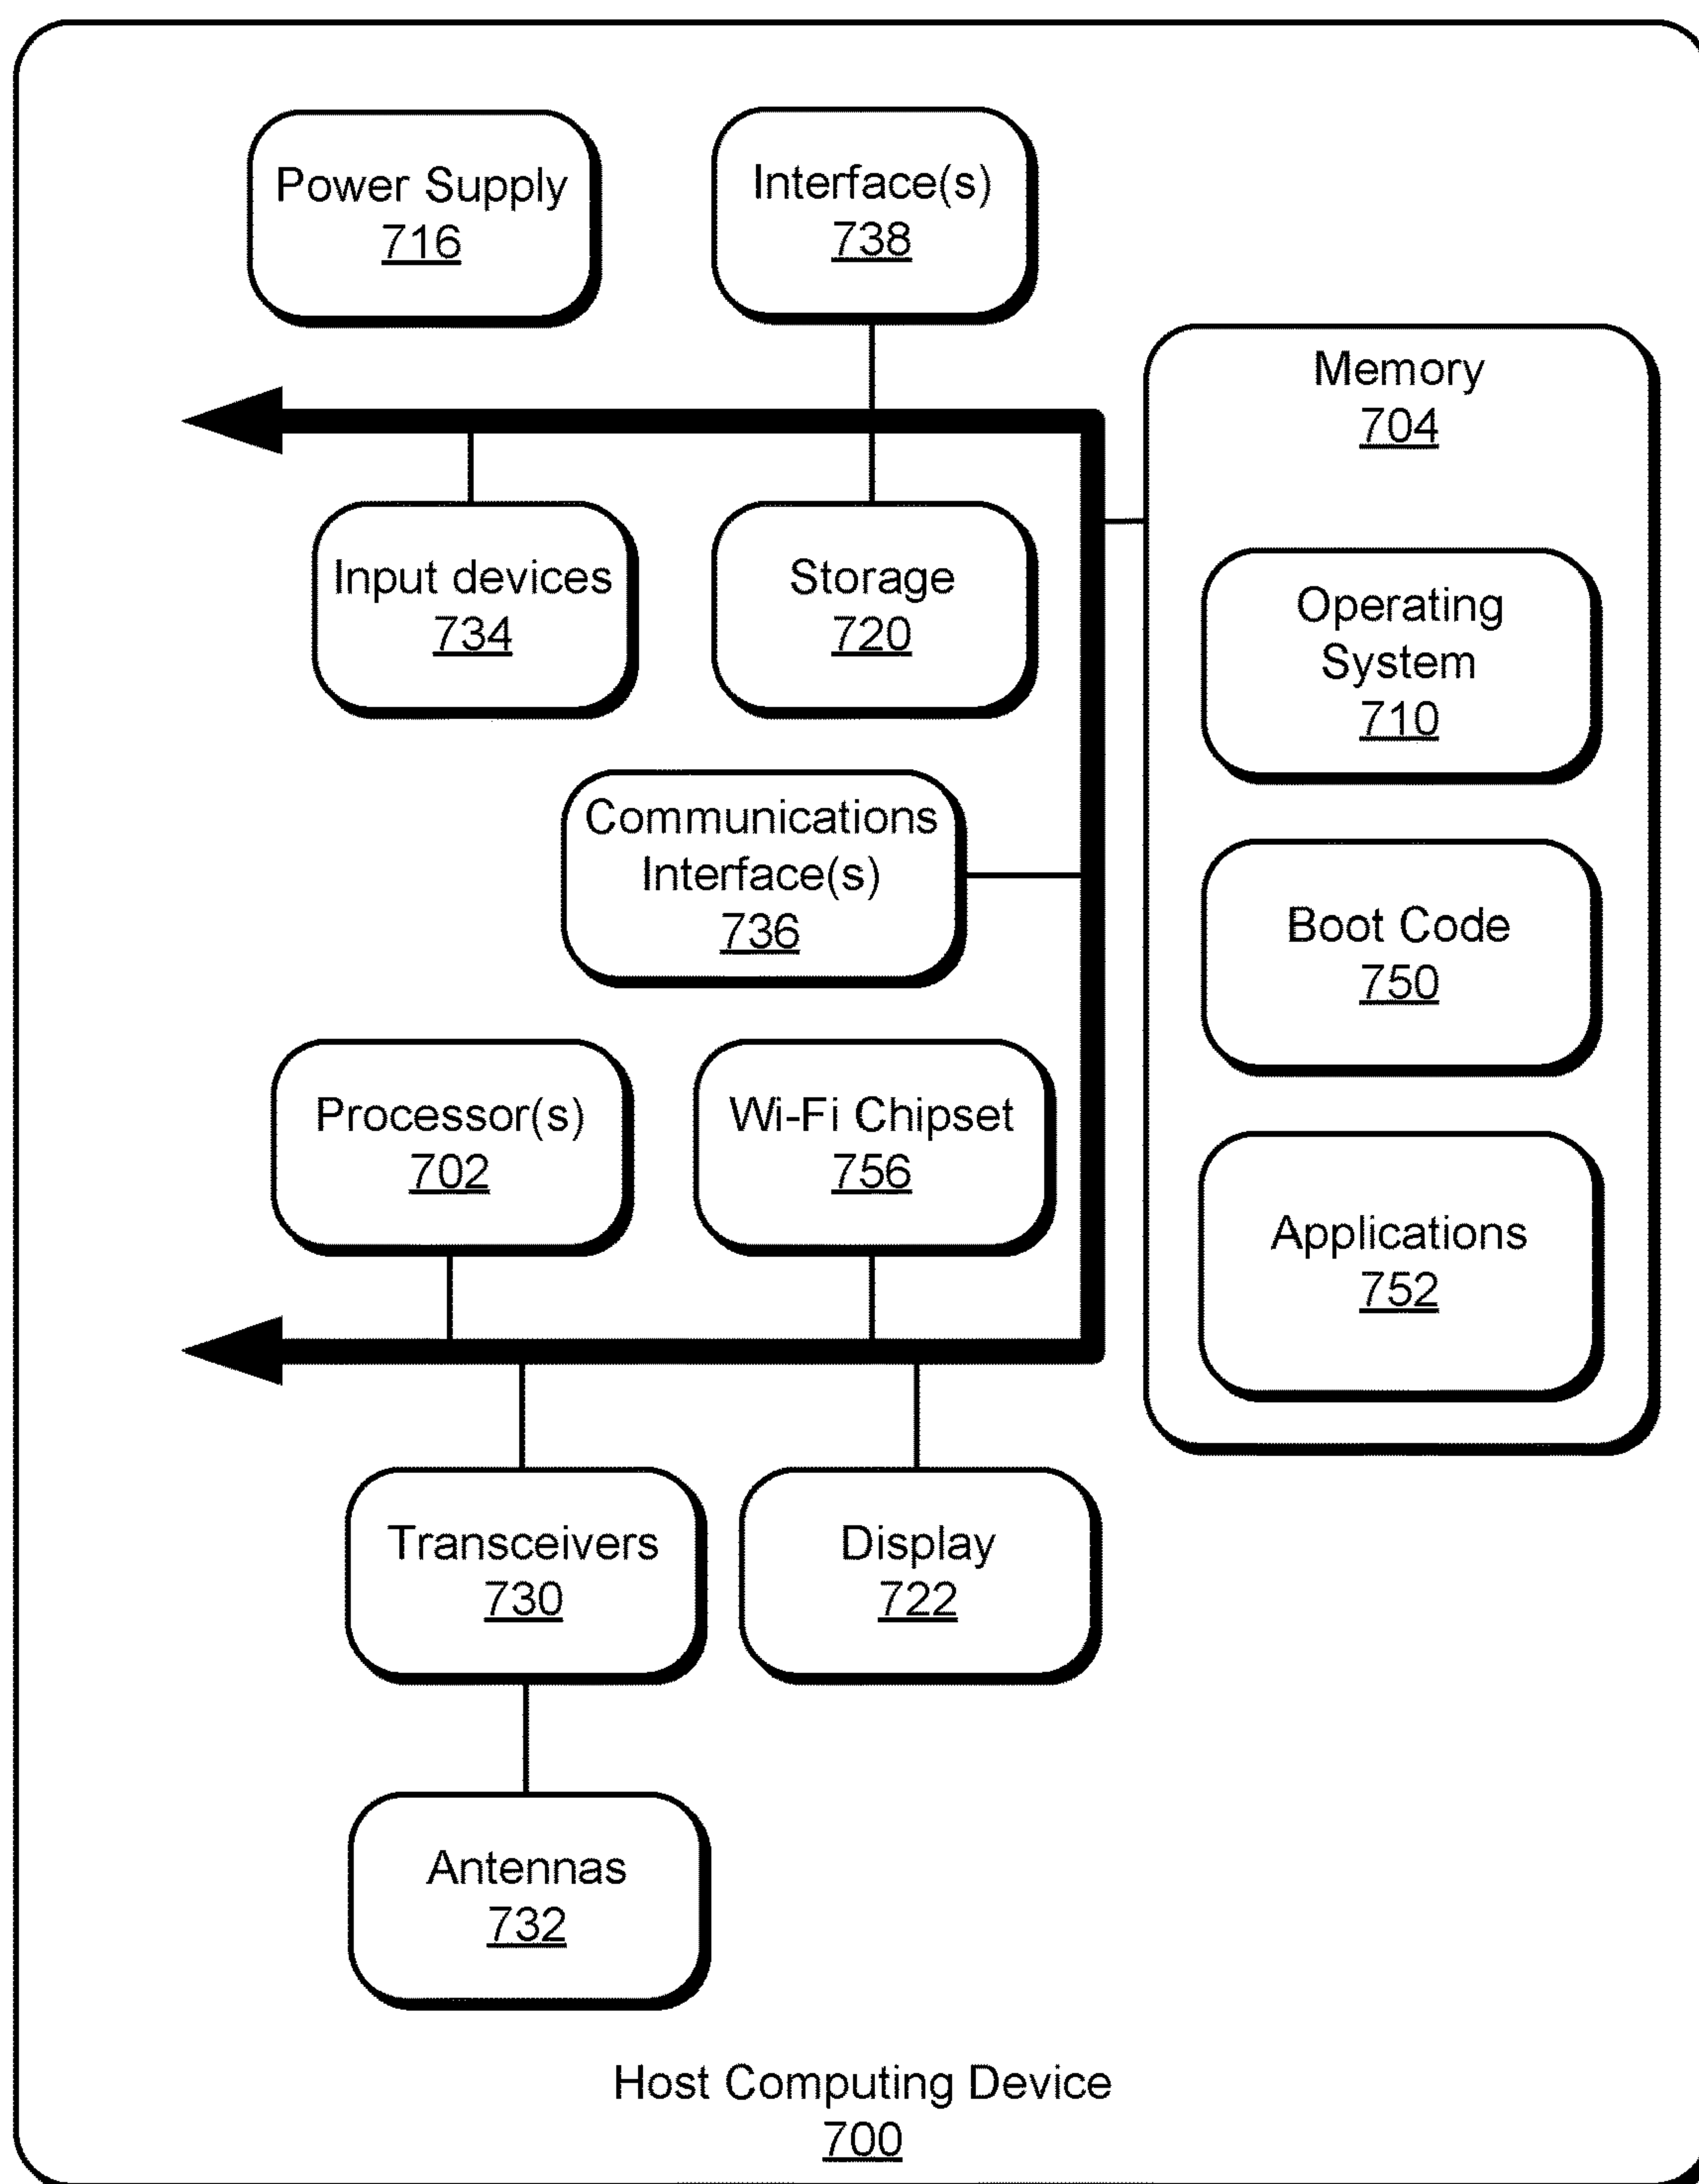 Power Supply
716
Interface(s)
738
Memory
704
Input devices
734
Storage
720
Operating
System
710
Communications
Interface(s)
736
Boot Code
750
Processor(s)
702
Wi-Fi Chipset
756
Applications
752
Transceivers
730
Display
722
Antennas
732
Host Computing Device
700